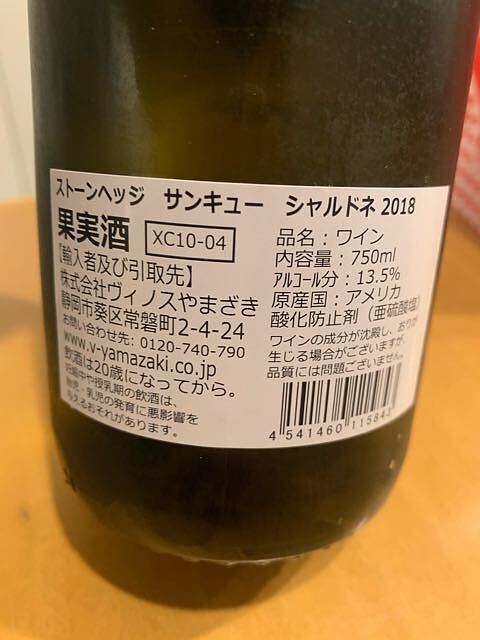 ストーンヘッジ　サンキュー　シャルドネ 2018
果実酒 XC10-04
【輸入者及び引取先】
株式会社ヴィノスやまざき
静岡市葵区常磐町2-4-24
お問い合わせ先：0120-740-790
www.v-yamazaki.co.jp
飲酒は20歳になってから。
妊娠中や授乳期の飲酒は、
胎児・乳児の発育に悪影響を
与えるおそれがあります。
品名：ワイン
内容量：750ml
アルコール分：13.5%
原産国：アメリカ
酸化防止剤（亜硫酸塩）
ワインの成分が沈殿し、おりが
生じる場合がございますが、
品質には問題ございません。
4 541460 115843